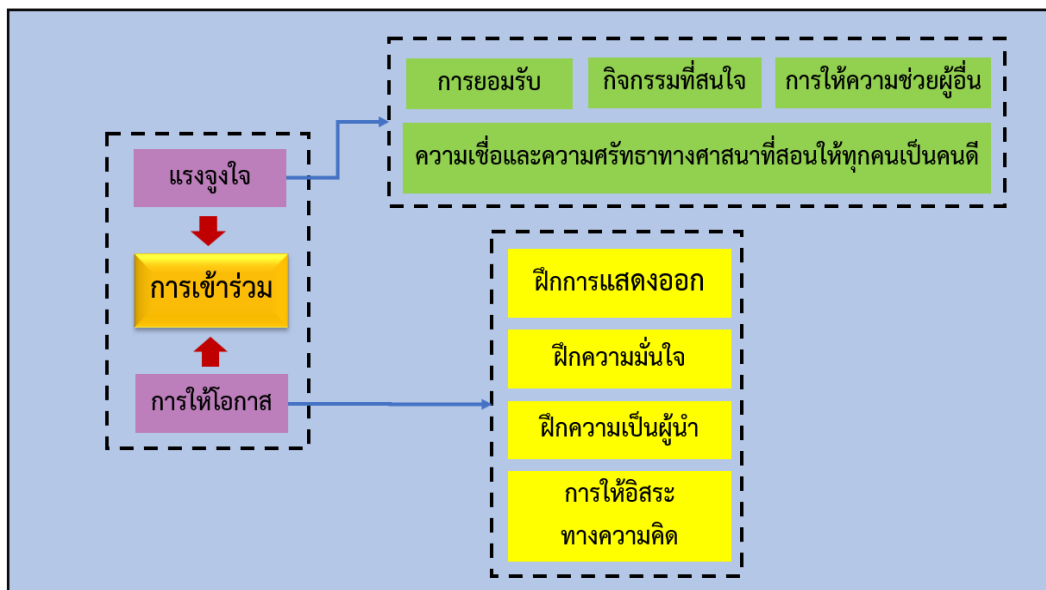 การยอมรับ
กิจกรรมที่สนใจ
การให้ความช่วยผู้อื่น
ความเชื่อและความศรัทธาทางศาสนาที่สอนให้ทุกคนเป็นคนดี
แรงจูงใจ
การเข้าร่วม
การให้โอกาส
ฝึกการแสดงออก
ฝึกความมั่นใจ
ฝึกความเป็นผู้นำ
การให้อิสระ
ทางความคิด